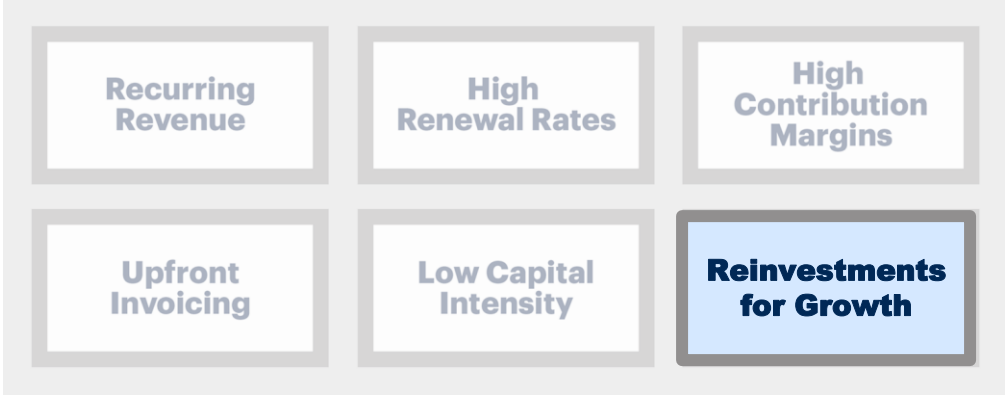 Recurring
Revenue
High
Renewal Rates
High
Contribution
Margins
Upfront
Invoicing
Low Capital
Intensity
Reinvestments
for Growth